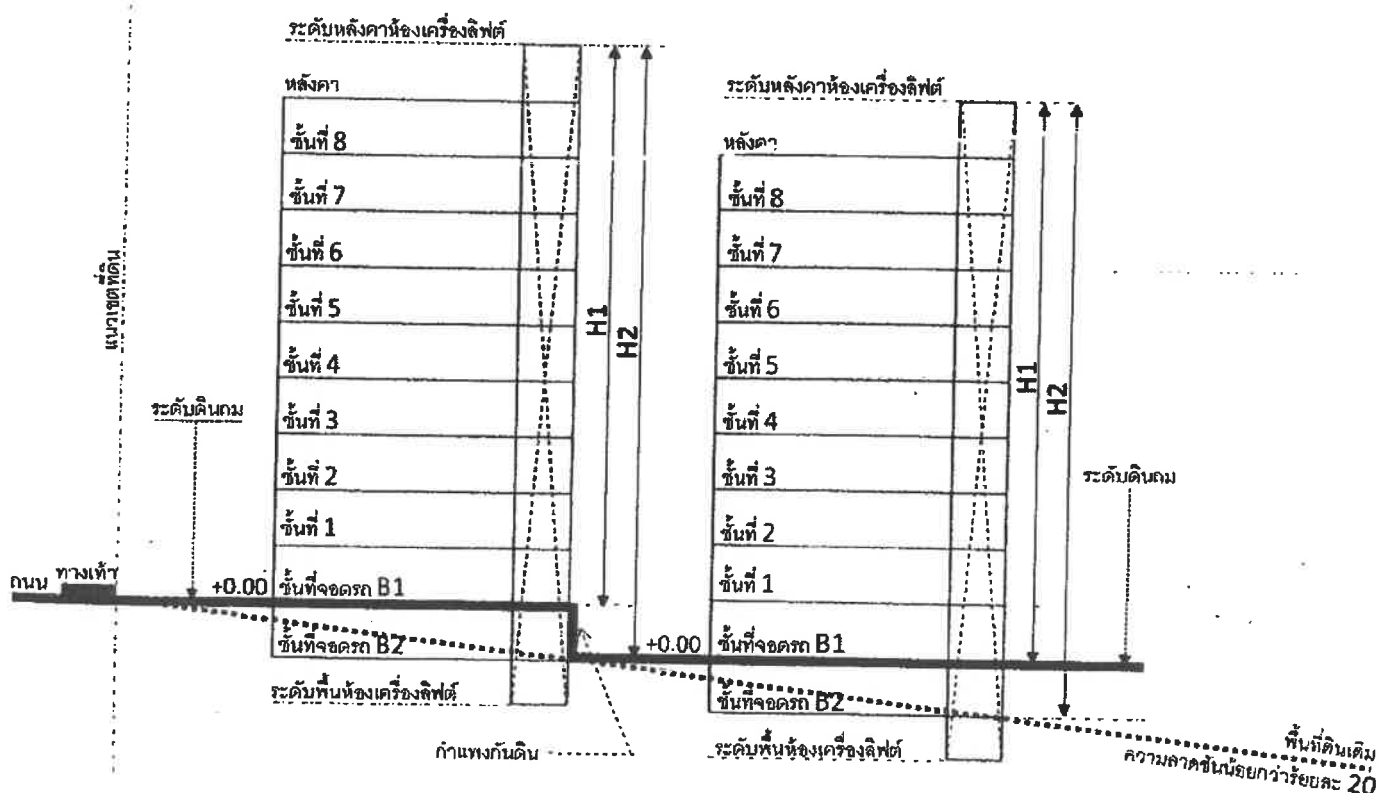 ระดับหลังคาห้องเครื่องลิฟต์
หลังคา
ชั้นที่ 8
ชั้นที่ 7
ชั้นที่ 6
ชั้นที่ 5
ชั้นที่ 4
ชั้นที่ 3
ชั้นที่ 2
ชั้นที่ 1
ชั้นที่จอดรถ B1
ชั้นที่จอดรถ B2
ระดับพื้นห้องเครื่องลิฟต์
H1
H2
แนวเขตที่ดิน
ระดับดินถม
ถนน
ทางเท้า
+0.00
กำแพงกันดิน
ระดับหลังคาห้องเครื่องลิฟต์
หลังคา
ชั้นที่ 8
ชั้นที่ 7
ชั้นที่ 6
ชั้นที่ 5
ชั้นที่ 4
ชั้นที่ 3
ชั้นที่ 2
ชั้นที่ 1
+0.00
ชั้นที่จอดรถ B1
ชั้นที่จอดรถ B2
ระดับพื้นห้องเครื่องลิฟต์
H1
H2
ระดับดินถม
พื้นที่ดินเดิม
ความลาดชันน้อยกว่าร้อยละ 20